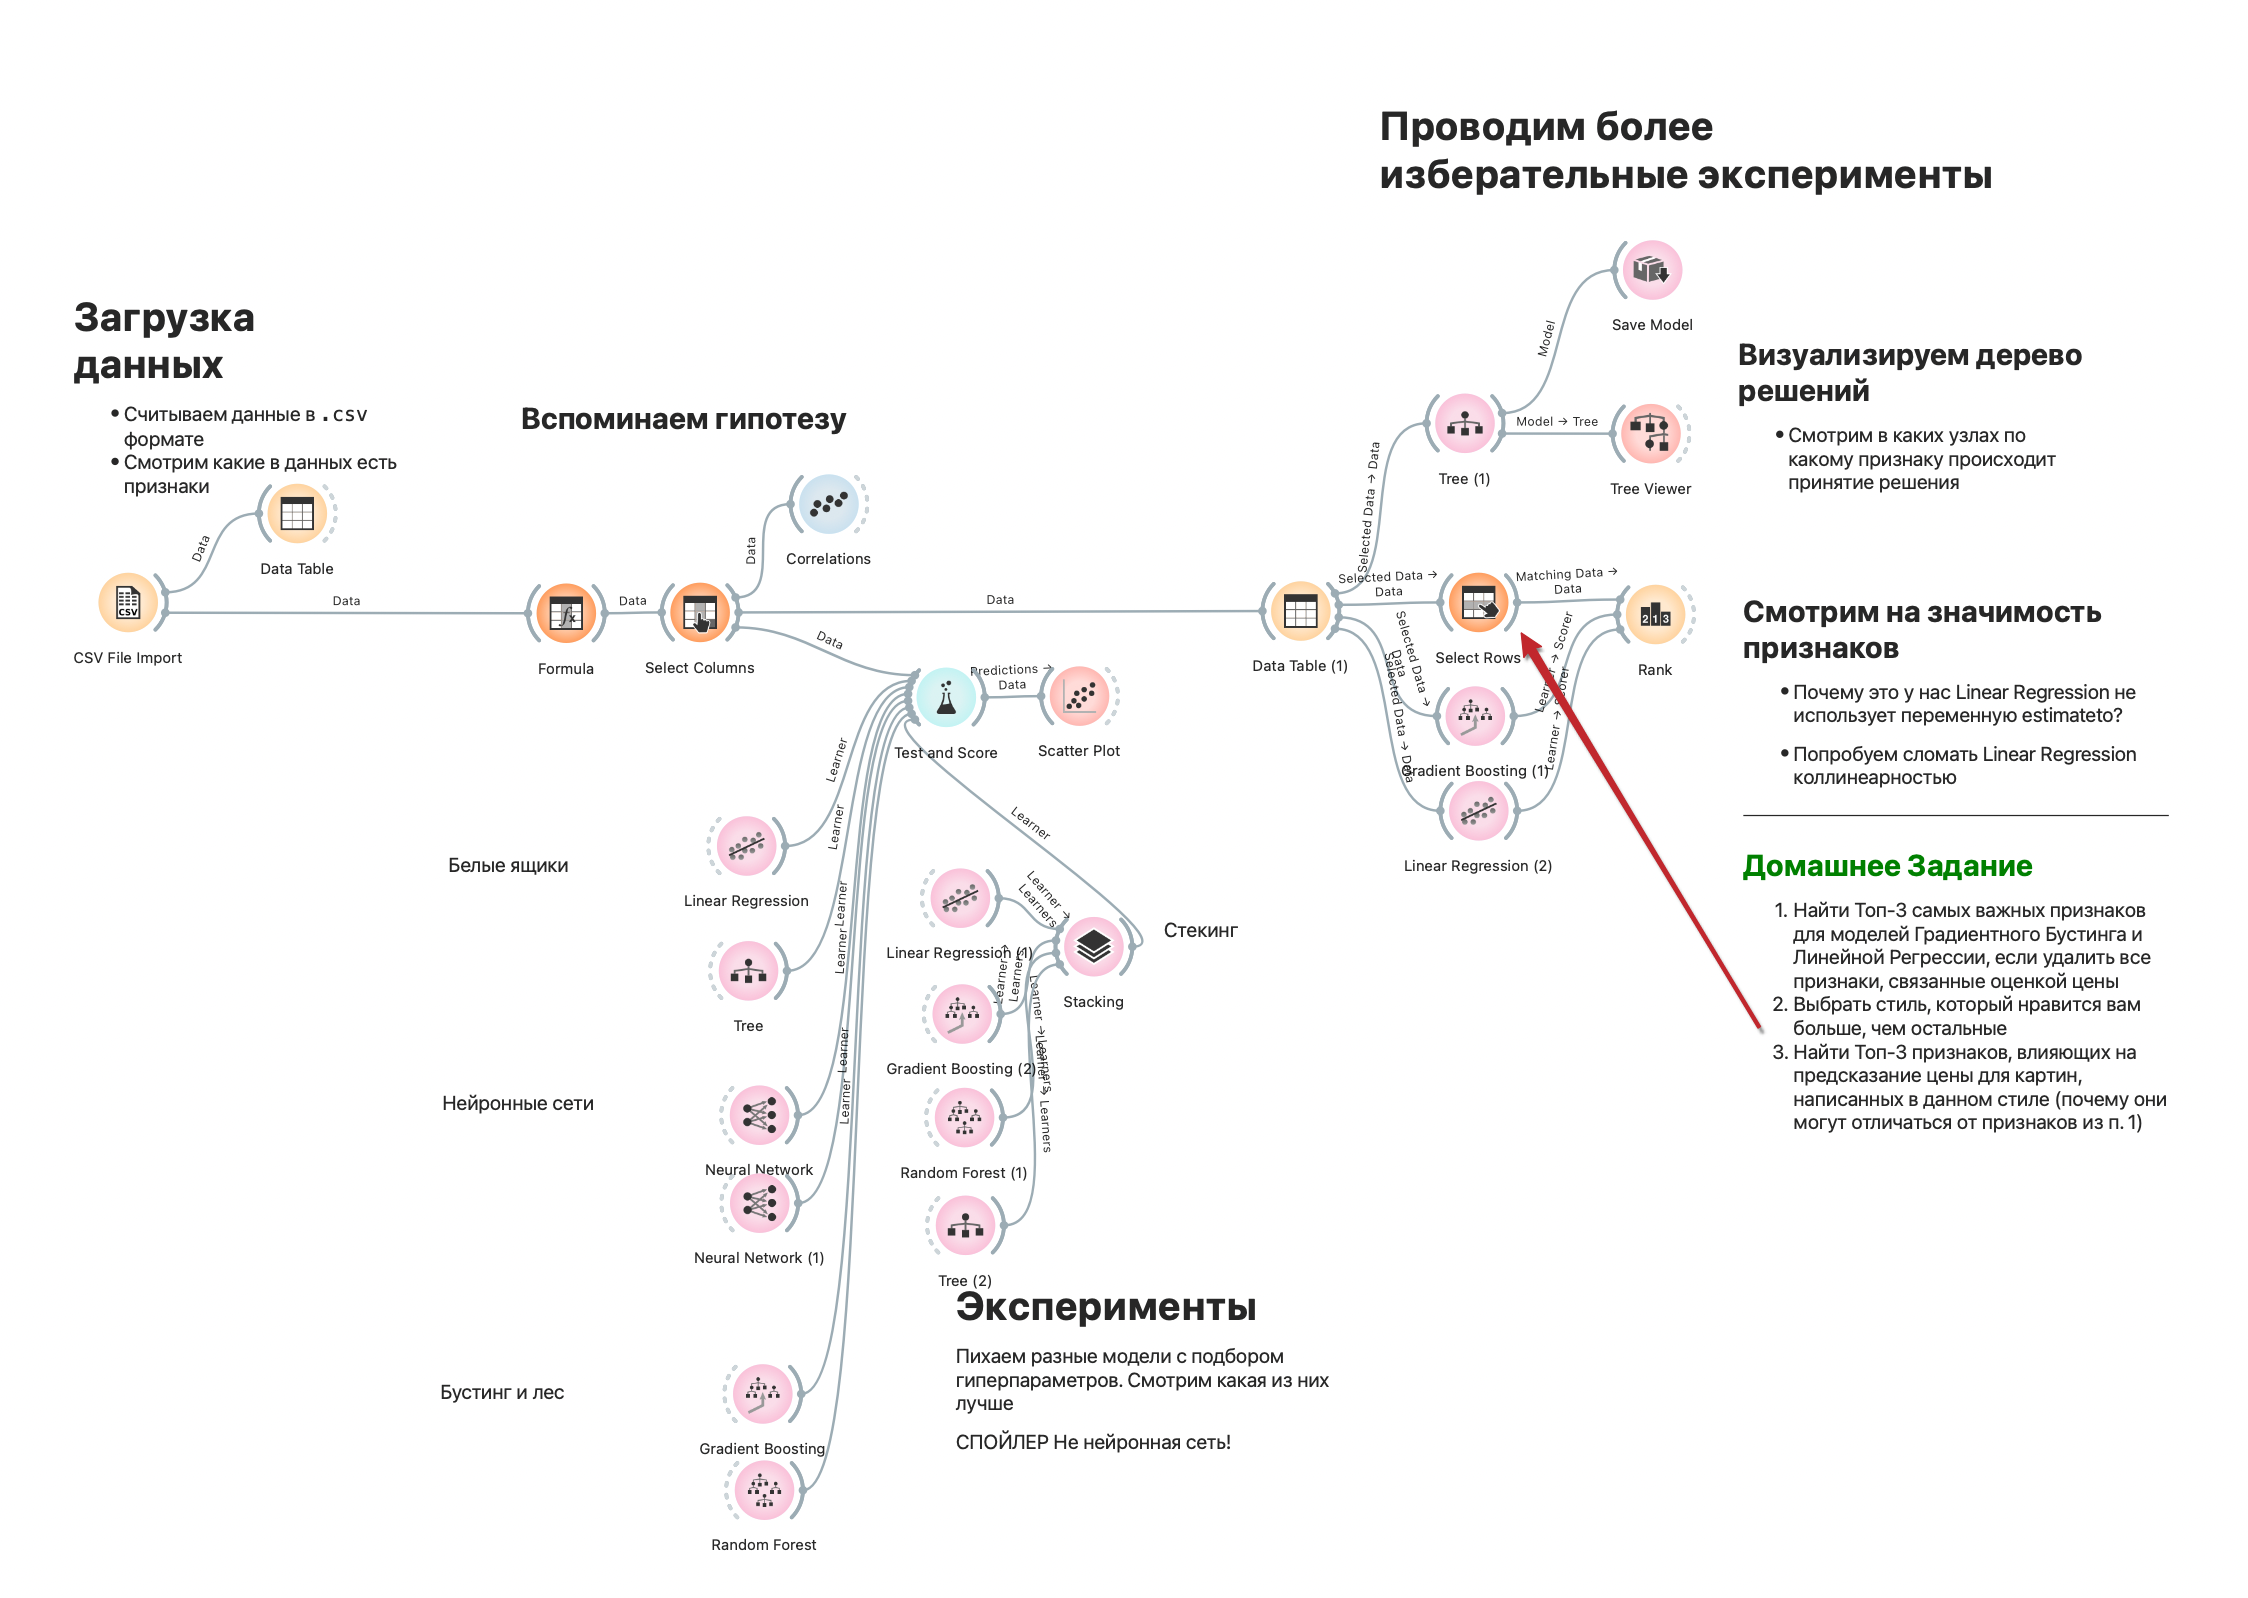 Проводим более
изберательные эксперименты
Save Model
Model
Загрузка
данных
Считываем данные в .csv
формате
Смотрим какие в данных есть
признаки
Data
Data Table
CSV
CSV File Import
Data
Вспоминаем гипотезу
Formula
Data
Select Columns
Data
Correlations
Data
Data
Predictions →
Data
Test and Score
Scatter Plot
Визуализируем дерево
решений
Смотрим в каких узлах по
какому признаку происходит
принятие решения
Tree (1)
Model → Tree
Tree Viewer
Selected Data → Data
Data Table (1)
Selected Data →
Data
Select Rows
Matching Data →
Data
2 1 3
Rank
Selected Data →
Data
Selected Data → Data
Learner → Scorer
Learner → Scorer
Gradient Boosting (1)
Linear Regression (2)
Смотрим на значимость
признаков
Почему это у нас Linear Regression не
использует переменную estimateto?
Попробуем сломать Linear Regression
коллинеарностью
Домашнее Задание
1. Найти Топ-3 самых важных признаков
для моделей Градиентного Бустинга и
Линейной Регрессии, если удалить все
признаки, связанные оценкой цены
2. Выбрать стиль, который нравится вам
больше, чем остальные
3. Найти Топ-3 признаков, влияющих на
предсказание цены для картин,
написанных в данном стиле (почему они
могут отличаться от признаков из п. 1)
Белые ящики
Linear Regression
Learner
Learner
Tree
Learner
Learner
Нейронные сети
Neural Network
Learner
Neural Network (1)
Learner
Бустинг и лес
Gradient Boosting
Random Forest
Learner
Linear Regression (1)
Learner →
Learners
Стекинг
Stacking
Gradient Boosting (2)
Learner →
Learners
Random Forest (1)
Learner → Learners
Tree (2)
Learner → Learners
Эксперименты
Пихаем разные модели с подбором
гиперпараметров. Смотрим какая из них
лучше
СПОЙЛЕР Не нейронная сеть!